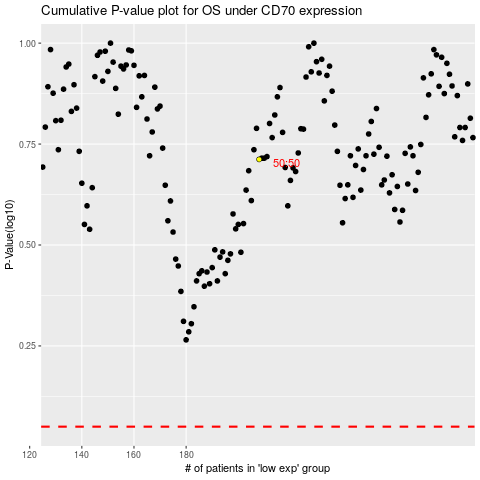 Cumulative P-value plot for OS under CD70 expression
P-Value(log10)
1.00
0.75
0.50
0.25
50:50
120 140 160 180
# of patients in 'low exp' group